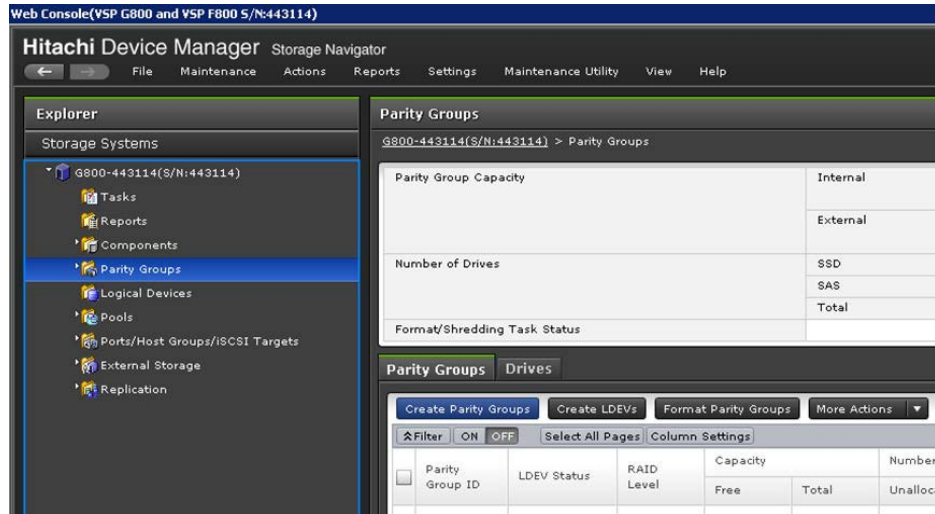 Web Console(VSP G800 and VSP F800 S/N:443114)
Hitachi Device Manager Storage Navigator
File Maintenance Actions Reports Settings Maintenance Utility View Help
Explorer
Storage Systems
G800-443114(S/N:443114)
Tasks
Reports
Components
Parity Groups
Logical Devices
Pools
Ports/Host Groups/iSCSI Targets
External Storage
Replication
Parity Groups
G800-443114(S/N:443114) > Parity Groups
Parity Group Capacity Internal
External
Number of Drives SSD
SAS
Total
Format/Shredding Task Status
Parity Groups Drives
Create Parity Groups Create LDEVs Format Parity Groups More Actions
Filter ON OFF Select All Pages Column Settings
Parity Group ID LDEV Status RAID Level Capacity Number
Free Total Unalloc